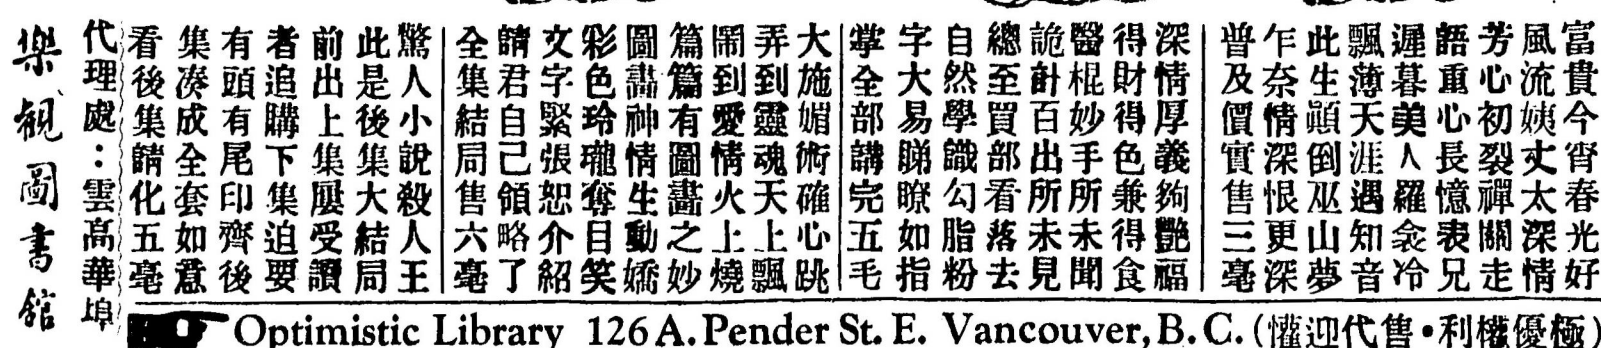 富貴今宵春光好
風流姨丈太深情
芳心初裂禪關走
語重心長憶表兄
遲暮美人羅衾冷
飄薄天涯遇知音
此生顚倒巫山夢
乍奈情深恨更深
普及價實售三毫
深情厚義夠艷福
得財得色兼得食
醫棍妙手所未聞
詭計百出所未見
總至買部看落去
自然學識勾脂粉
字大易睇瞭如指
掌全部講完五毛
大施媚術確心跳
弄到靈魂天上飄
鬧到愛情火上燒
篇篇有圖畵之妙
圖畵神情生動嬌
彩色玲瓏奪目笑
文字緊張恕介紹
請君自己領略了
全集結局售六毫
驚人小說殺人王
此是後集大結局
前出上集屢受讀
者追購下集迫要
有頭有尾印齊後
集凑成全套如意
看後集請化五毫
代理處：雲高華埠
樂觀圖書館
Optimistic Library 126 A. Pender St. E. Vancouver, B. C. (懽迎代售•利權優極)